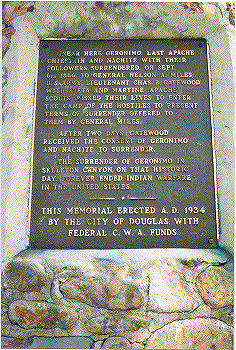 NEAR HERE GERONIMO, LAST APACHE
CHIEFTAIN AND NACHITE WITH THEIR
FOLLOWERS SURRENDERED ON SEPT.
6TH 1886 TO GENERAL NELSON A. MILES
LIEUTENANT CHAS. B. GATEWOOD
WITH KIETA AND MARTINE APACHE
SCOUTS RISKED THEIR LIVES TO ENTER
THE CAMP OF THE HOSTILES TO PRESENT
TERMS OF SURRENDER OFFERED TO
THEM BY GENERAL MILES.
AFTER TWO DAYS GATEWOOD
RECEIVED THE CONSENT OF GERONIMO
AND NACHITE TO SURRENDER.
THE SURRENDER OF GERONIMO IN
SKELETON CANYON, ON THAT HISTORIC
DAY, FOREVER ENDED INDIAN WARFARE
IN THE UNITED STATES.
THIS MEMORIAL ERECTED A.D. 1934
BY THE CITY OF DOUGLAS, WITH
FEDERAL C.W.A. FUNDS.